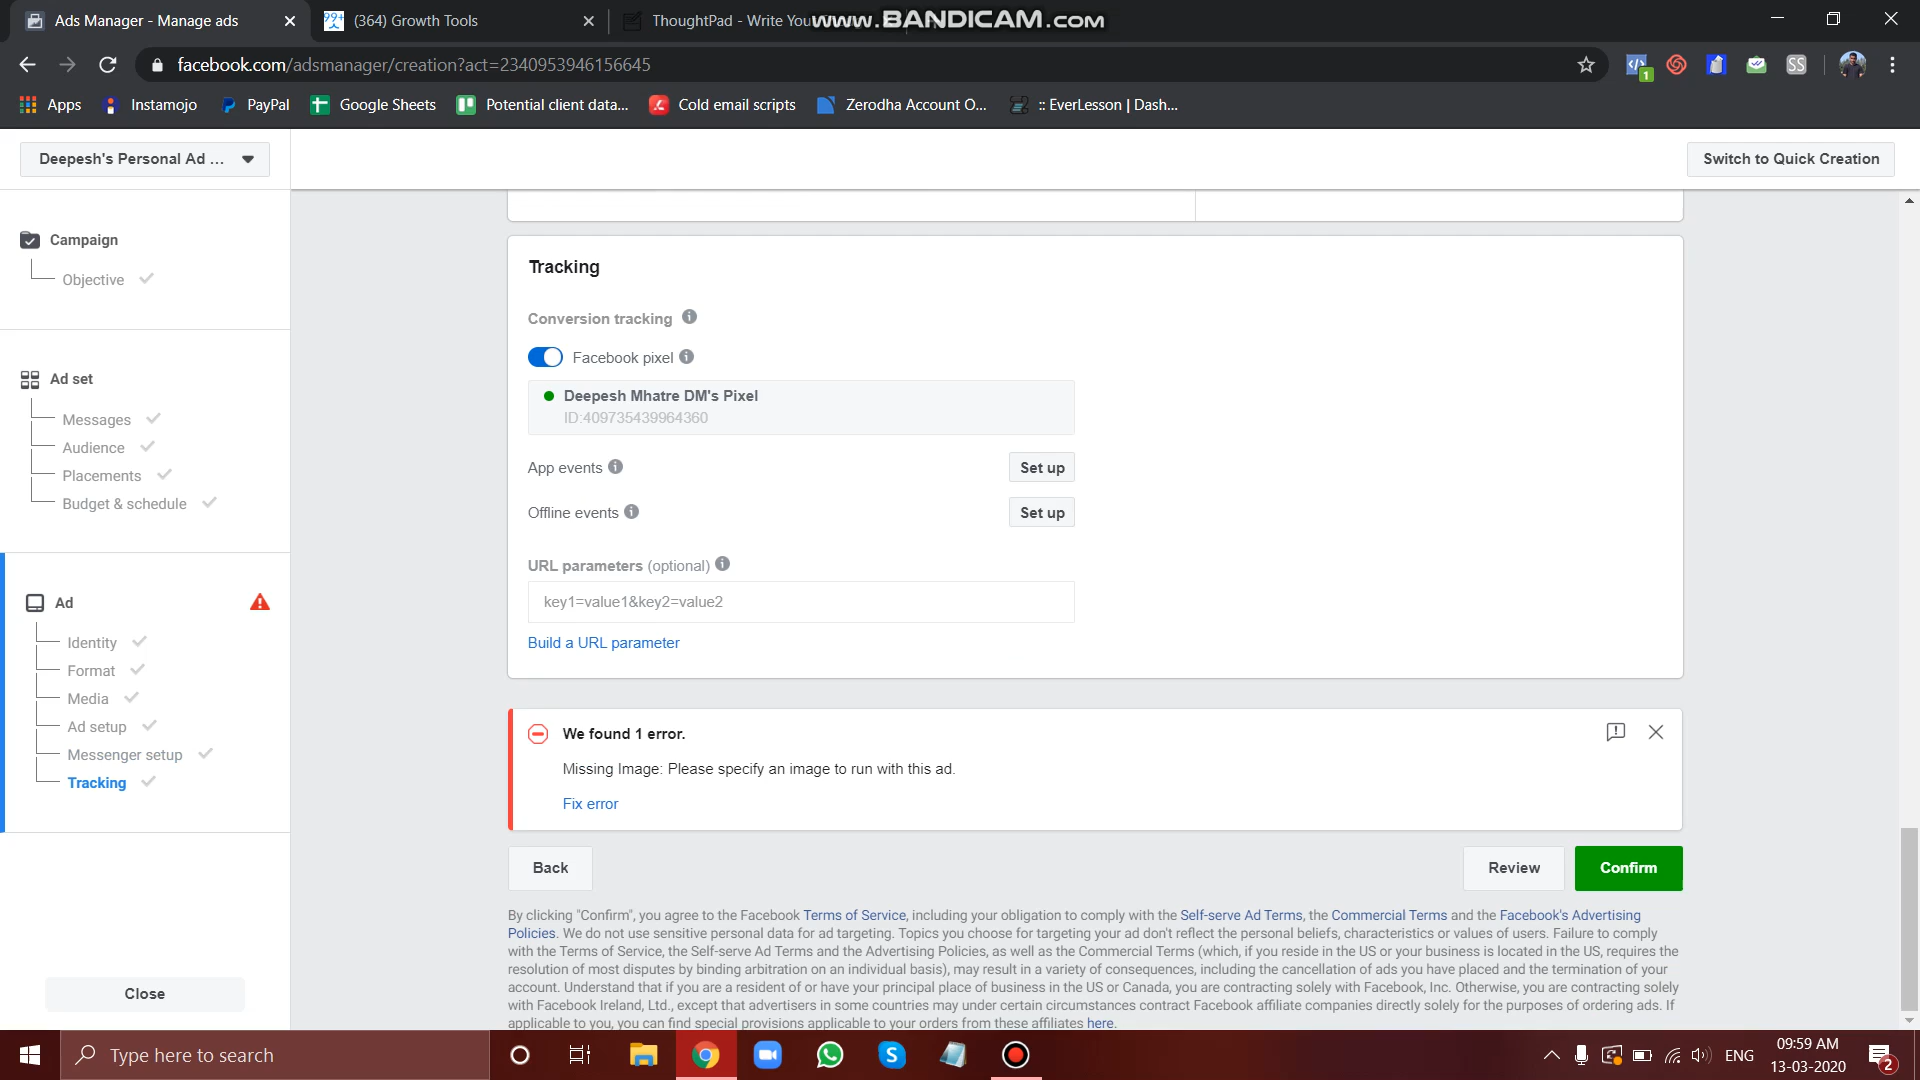 Ads Manager - Manage ads
(364) Growth Tools
ThoughtPad - Write You
www.BANDICAM.com
facebook.com/adsmanager/creation?act=2340953946156645
Apps
Instamojo
PayPal
Google Sheets
Potential client data...
Cold email scripts
Zerodha Account O...
:: EverLesson | Dash...
Deepesh's Personal Ad ...
Switch to Quick Creation
Campaign
Objective
Ad set
Messages
Audience
Placements
Budget & schedule
Ad
Identity
Format
Media
Ad setup
Messenger setup
Tracking
Close
Tracking
Conversion tracking
Facebook pixel
Deepesh Mhatre DM's Pixel
ID:409735439964360
App events
Set up
Offline events
Set up
URL parameters (optional)
key1=value1&key2=value2
Build a URL parameter
We found 1 error.
Missing Image: Please specify an image to run with this ad.
Fix error
Back
Review
Confirm
By clicking "Confirm", you agree to the Facebook Terms of Service, including your obligation to comply with the Self-serve Ad Terms, the Commercial Terms and the Facebook's Advertising
Policies. We do not use sensitive personal data for ad targeting. Topics you choose for targeting your ad don't reflect the personal beliefs, characteristics or values of users. Failure to comply
with the Terms of Service, the Self-serve Ad Terms and the Advertising Policies, as well as the Commercial Terms (which, if you reside in the US or your business is located in the US, requires the
resolution of most disputes by binding arbitration on an individual basis), may result in a variety of consequences, including the cancellation of ads you have placed and the termination of your
account. Understand that if you are a resident of or have your principal place of business in the US or Canada, you are contracting solely with Facebook, Inc. Otherwise, you are contracting solely
with Facebook Ireland, Ltd., except that advertisers in some countries may under certain circumstances contract Facebook affiliate companies directly solely for the purposes of ordering ads. If
applicable to you, you can find special provisions applicable to your orders from these affiliates here.
Type here to search
ENG
09:59 AM
13-03-2020
2